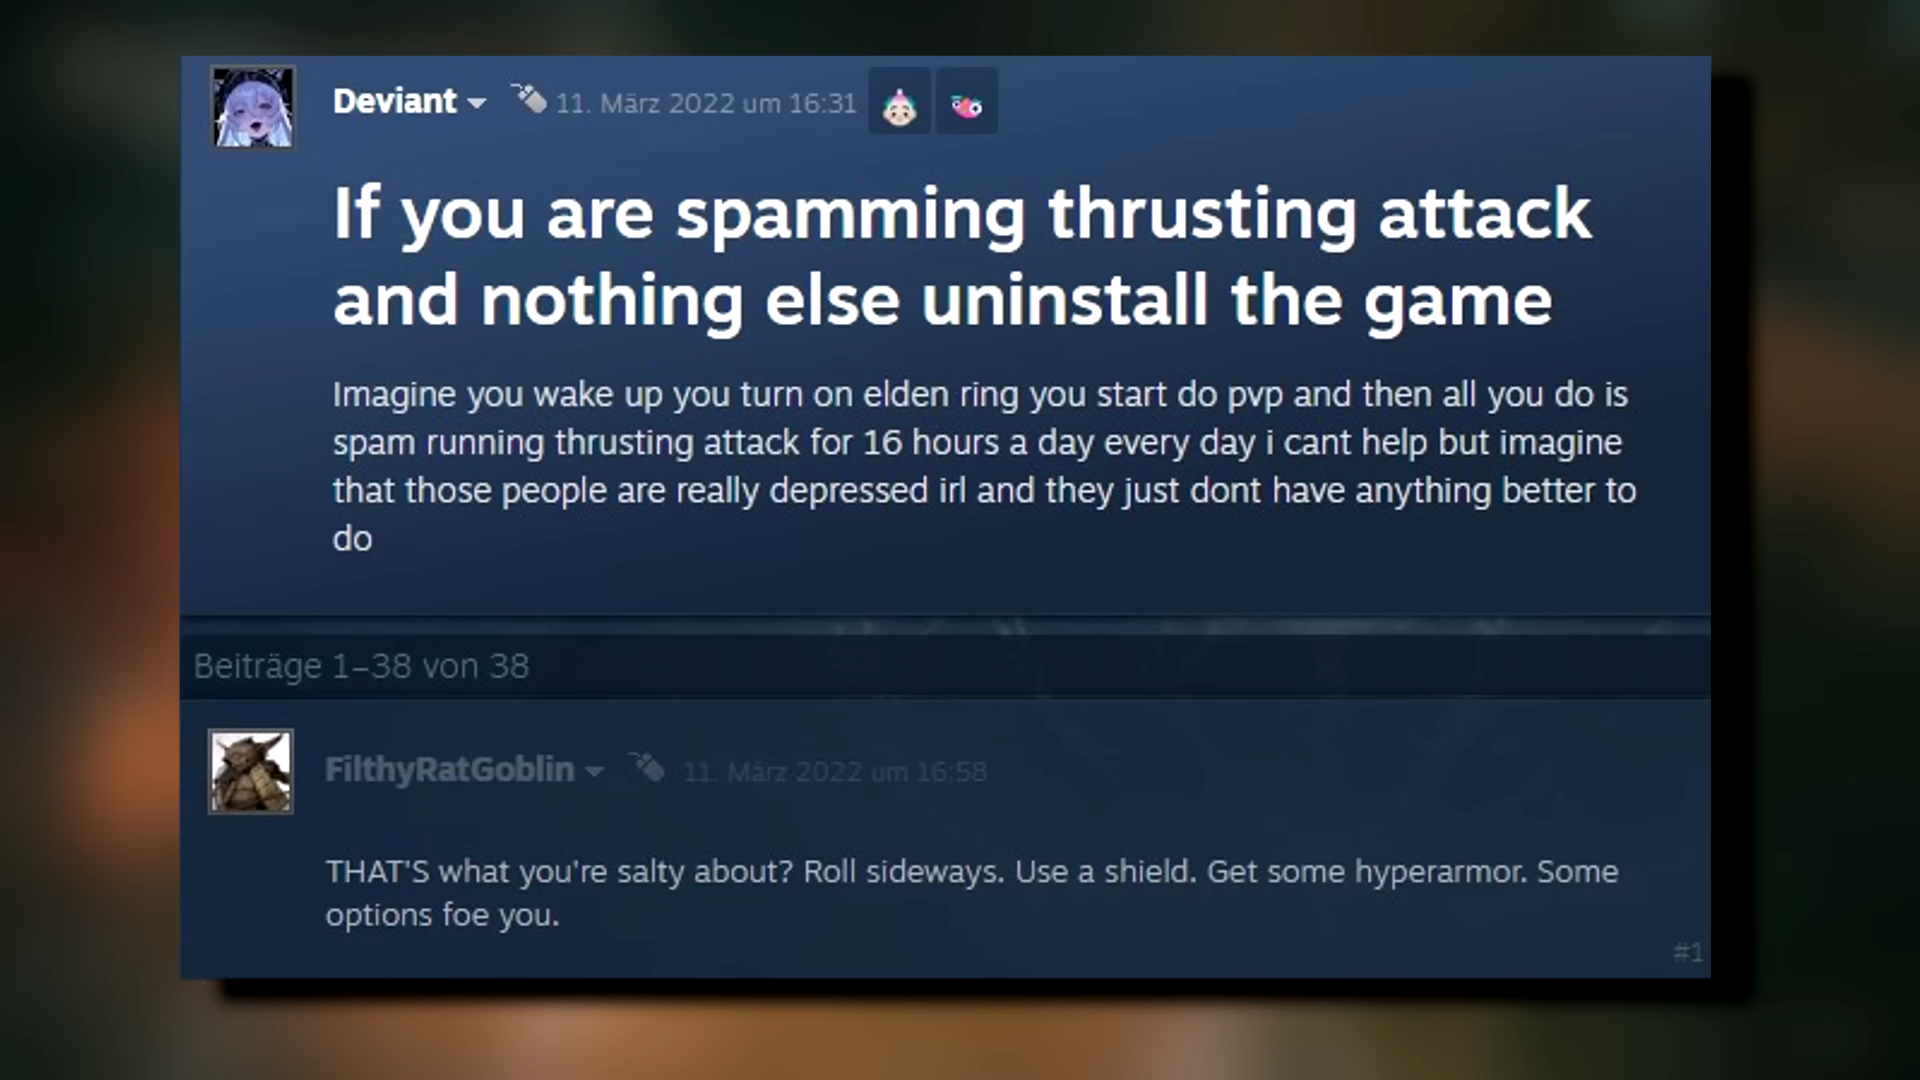 Deviant 11. März 2022 um 16:31
If you are spamming thrusting attack
and nothing else uninstall the game
Imagine you wake up you turn on elden ring you start do pvp and then all you do is
spam running thrusting attack for 16 hours a day every day i cant help but imagine
that those people are really depressed irl and they just dont have anything better to
do
Beiträge 1–38 von 38
FilthyRatGoblin 11. März 2022 um 16:58
THAT'S what you're salty about? Roll sideways. Use a shield. Get some hyperarmor. Some
options foe you.
#1